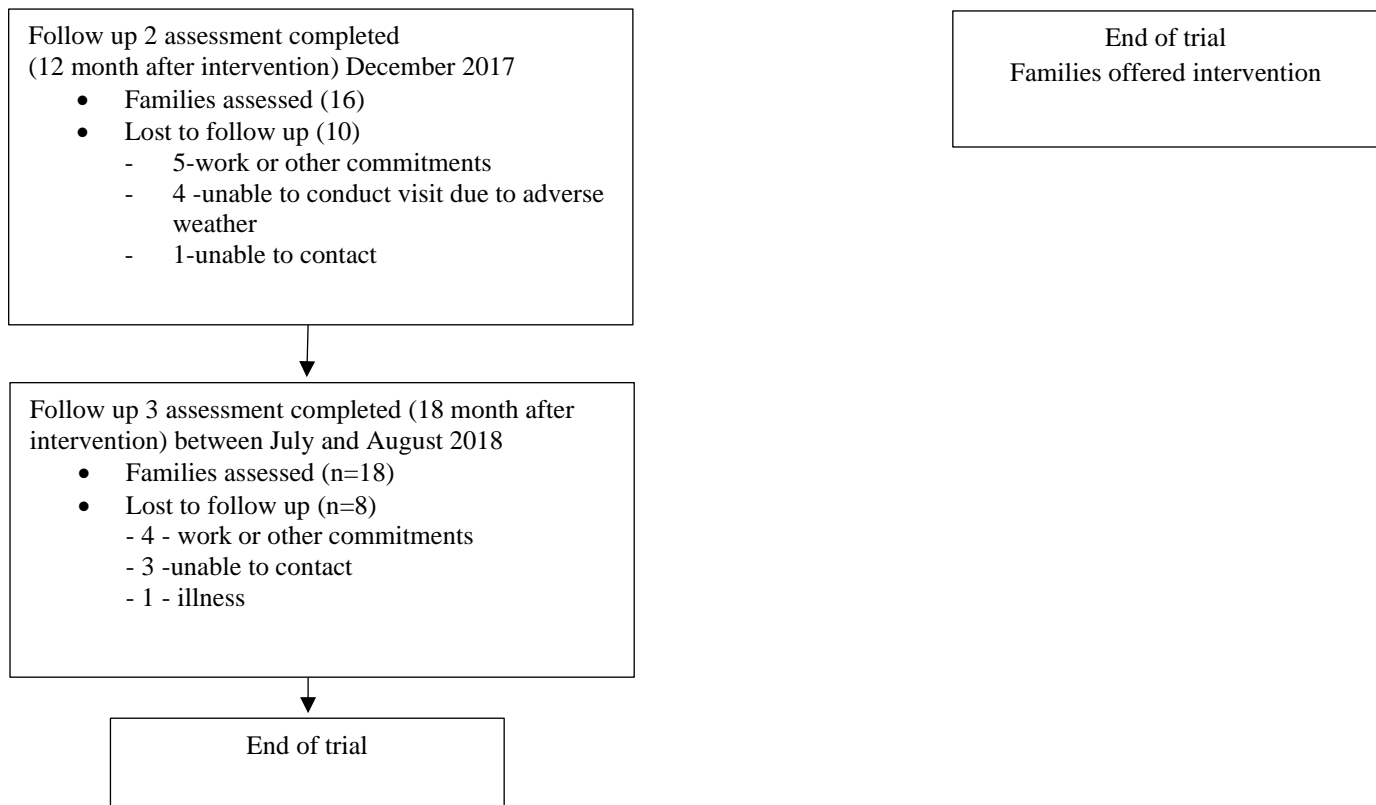 Follow up 2 assessment completed
(12 month after intervention) December 2017
• Families assessed (16)
• Lost to follow up (10)
- 5-work or other commitments
- 4 -unable to conduct visit due to adverse
weather
- 1-unable to contact
End of trial
Families offered intervention
Follow up 3 assessment completed (18 month after
intervention) between July and August 2018
• Families assessed (n=18)
• Lost to follow up (n=8)
- 4 - work or other commitments
- 3 -unable to contact
- 1 - illness
End of trial